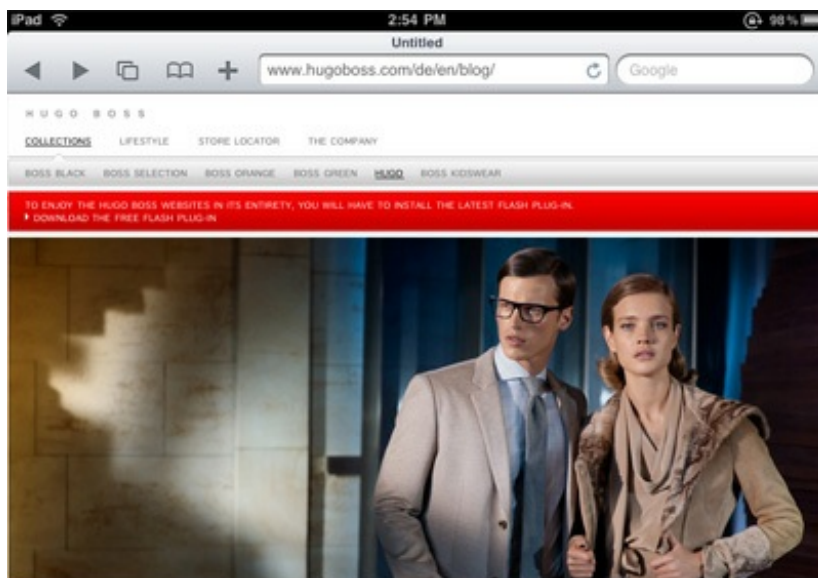 iPad 2:54 PM 98%
Untitled
www.hugoboss.com/de/en/blog/ Google
HUGO BOSS
COLLECTIONS LIFESTYLE STORE LOCATOR THE COMPANY
BOSS BLACK BOSS SELECTION BOSS ORANGE BOSS GREEN HUGO BOSS KIDSWEAR
TO ENJOY THE HUGO BOSS WEBSITES IN ITS ENTIRETY, YOU WILL HAVE TO INSTALL THE LATEST FLASH PLUG-IN.
DOWNLOAD THE FREE FLASH PLUG-IN